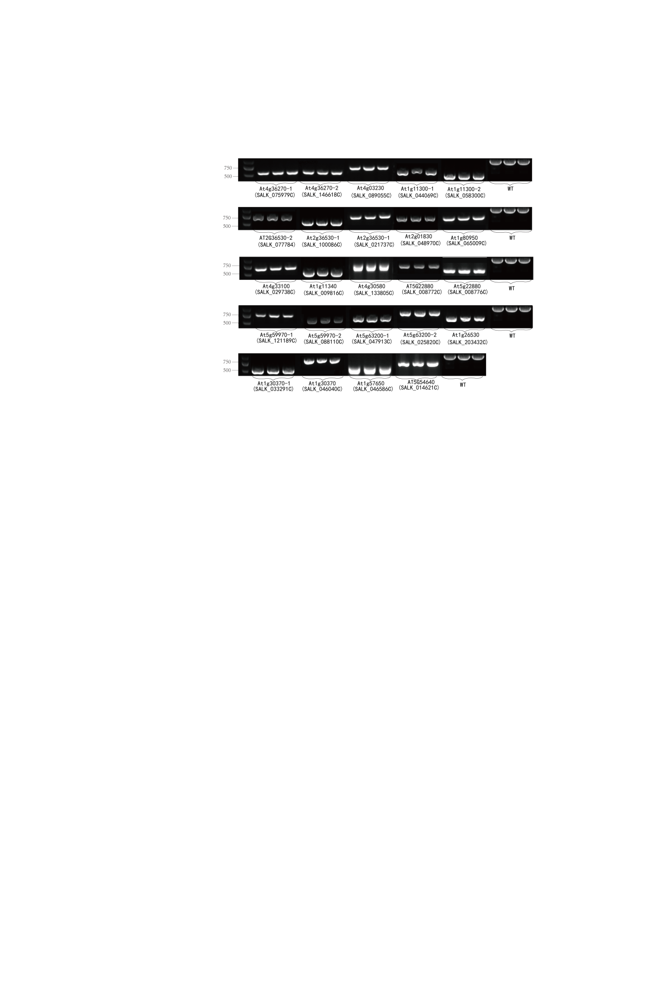 750
500
At4g36270-1 At4g36270-2 At4g03230 At1g11300-1 At1g11300-2 WT
(SALK_075979C) (SALK_146618C) (SALK_089055C) (SALK_044069C) (SALK_058300C)
750
500
AT2G36530-2 At2g36530-1 At2g36530-1 At2g01830 At1g80950 WT
(SALK_077784) (SALK_100086C) (SALK_021737C) (SALK_048970C) (SALK_065009C)
750
500
At4g33100 At1g11340 At4g30580 AT5G22880 At5g22880 WT
(SALK_029738C) (SALK_009816C) (SALK_133805C) (SALK_008772C) (SALK_008776C)
750
500
At5g59970-1 At5g59970-2 At5g63200-1 At5g63200-2 At1g26530 WT
(SALK_121189C) (SALK_088110C) (SALK_047913C) (SALK_025820C) (SALK_203432C)
750
500
At1g30370-1 At1g30370 At1g57650 AT5G54640 WT
(SALK_033291C) (SALK_046040C) (SALK_046586C) (SALK_014621C)